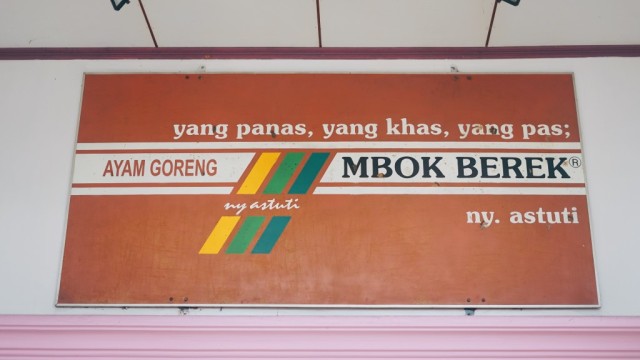 yang panas, yang khas, yang pas;
AYAM GORENG MBOK BEREK®
ny astuti
ny. astuti